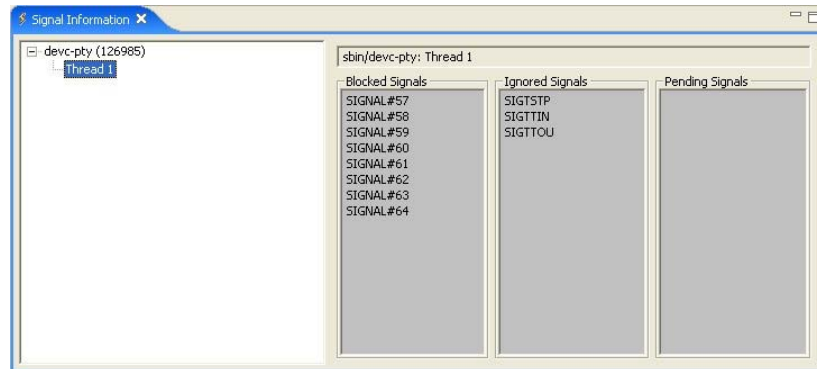 Signal Information
devc-pty (126985)
Thread 1
sbin/devc-pty: Thread 1
Blocked Signals
SIGNAL#57
SIGNAL#58
SIGNAL#59
SIGNAL#60
SIGNAL#61
SIGNAL#62
SIGNAL#63
SIGNAL#64
Ignored Signals
SIGTSTP
SIGTTIN
SIGTTOU
Pending Signals